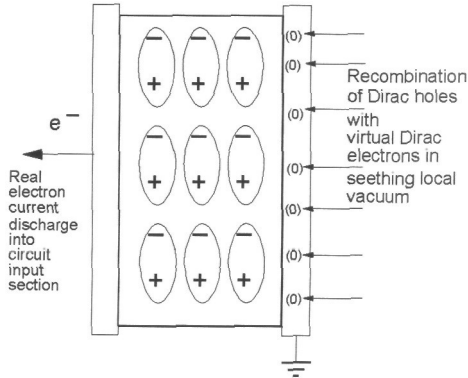 e⁻
Real
electron
current
discharge
into
circuit
input
section
− − −
+ + +
− − −
+ + +
− − −
+ + +
(0)
(0)
(0)
(0)
(0)
(0)
(0)
Recombination
of Dirac holes
with
virtual Dirac
electrons in
seething local
vacuum